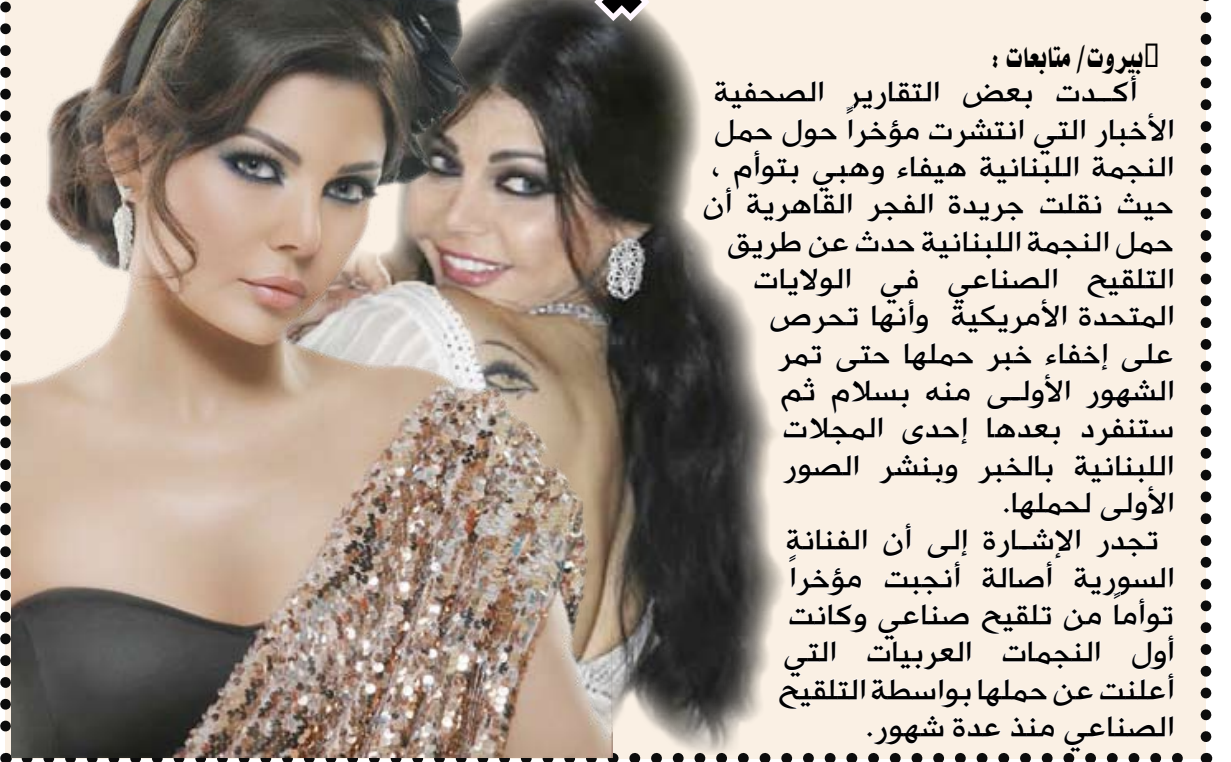 بيروت/ متابعات :
أكــدت بعض التقارير الصحفية
الأخبار التي انتشرت مؤخراً حول حمل
النجمة اللبنانية هيفاء وهبي بتوأم ،
حيث نقلت جريدة الفجر القاهرية أن
حمل النجمة اللبنانية حدث عن طريق
التلقيح الصناعي في الولايات
المتحدة الأمريكية وأنها تحرص
على إخفاء خبر حملها حتى تمر
الشهور الأولــى منه بسلام ثم
ستنفرد بعدها إحدى المجلات
اللبنانية بالخبر وبنشر الصور
الأولى لحملها.
تجدر الإشــارة إلى أن الفنانة
السورية أصالة أنجبت مؤخراً
توأماً من تلقيح صناعي وكانت
أول النجمات العربيات التي
أعلنت عن حملها بواسطة التلقيح
الصناعي منذ عدة شهور.